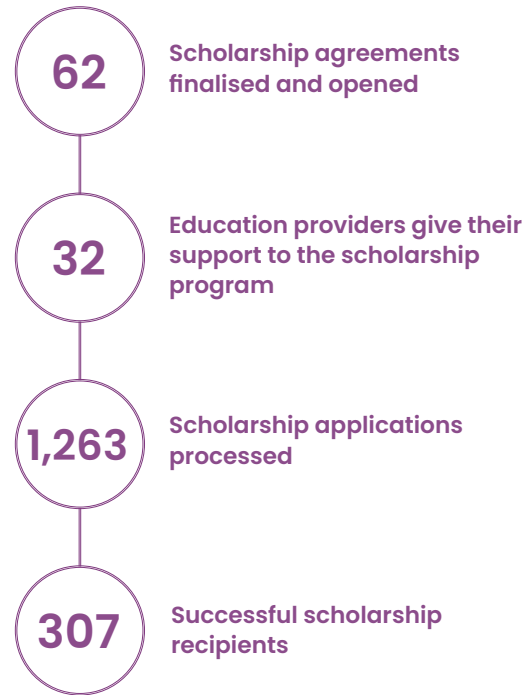 62
Scholarship agreements
finalised and opened
32
Education providers give their
support to the scholarship
program
1,263
Scholarship applications
processed
307
Successful scholarship
recipients